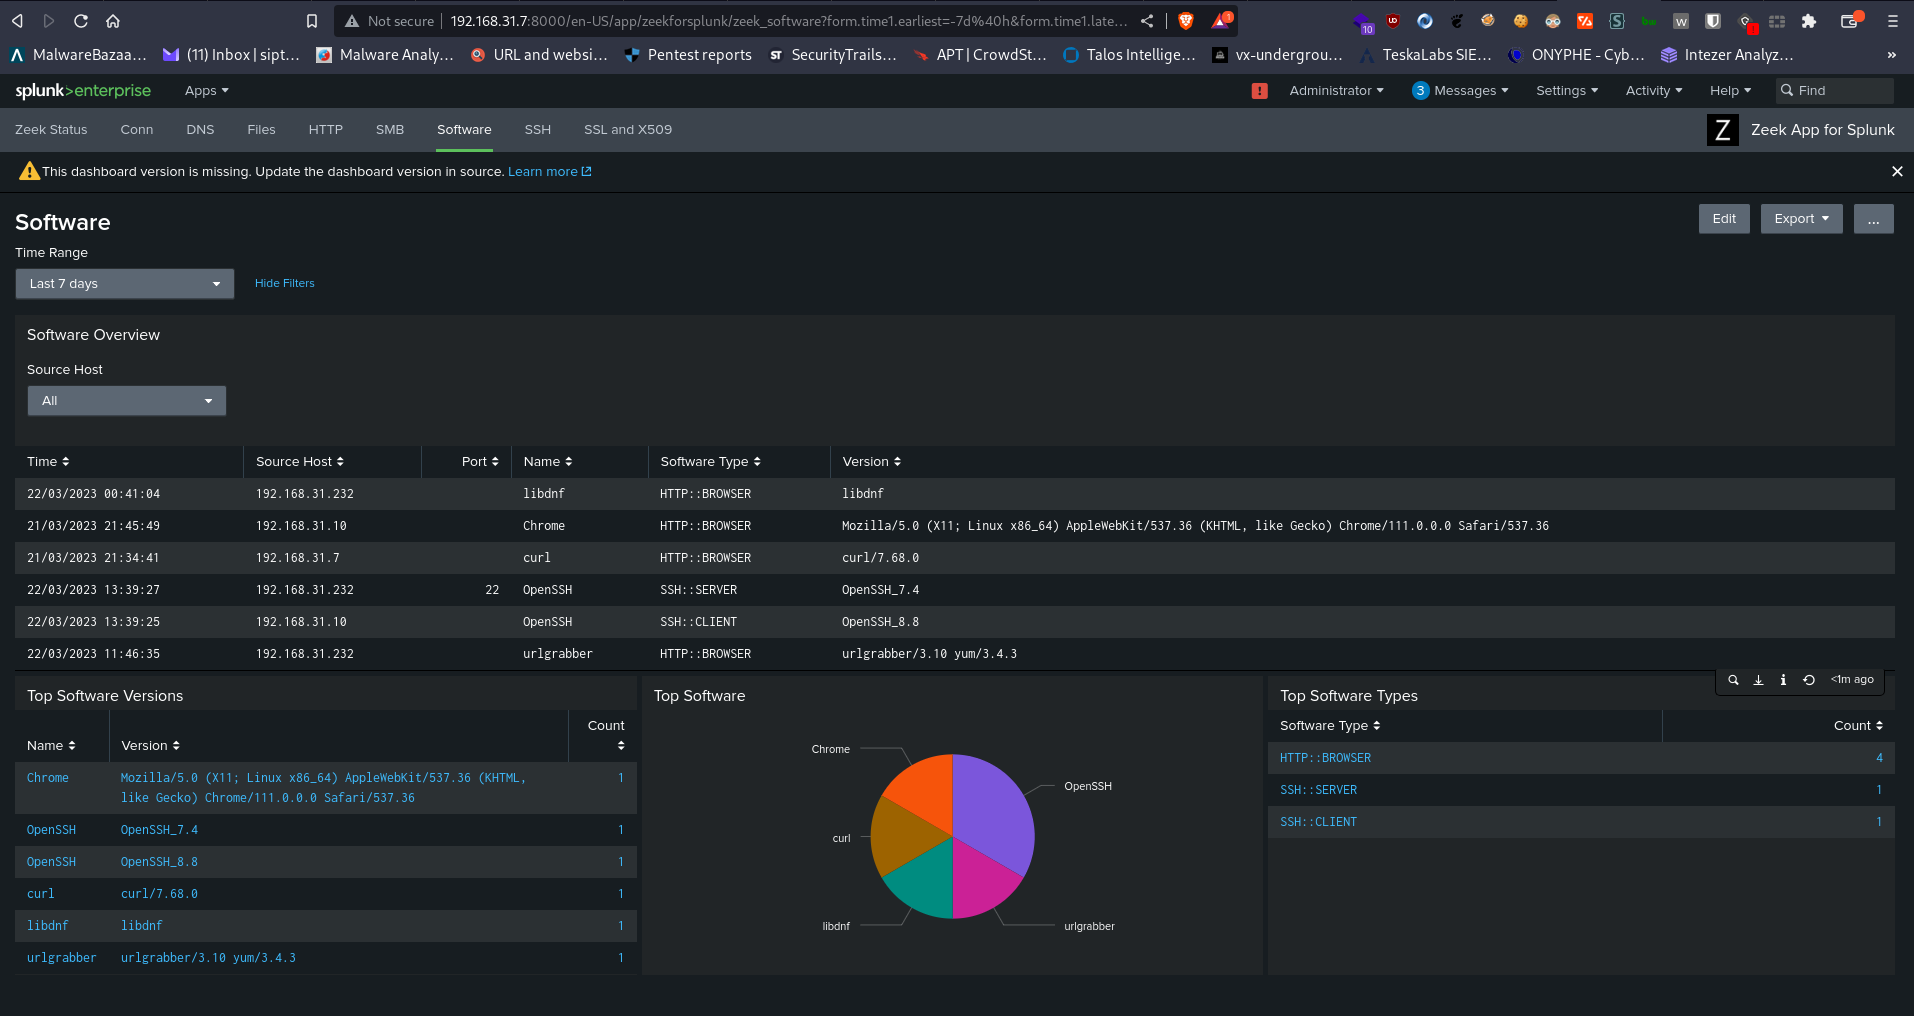 Not secure 192.168.31.7:8000/en-US/app/zeekforsplunk/zeek_software?form.time1.earliest=-7d%40h&form.time1.late...
1
10
MalwareBazaa... (11) Inbox | sipt... Malware Analy... URL and websi... Pentest reports ST SecurityTrails... APT | CrowdSt... Talos Intellige... vx-undergrou... TeskaLabs SIE... ONYPHE - Cyb... Intezer Analyz... »
splunk>enterprise Apps ! Administrator 3 Messages Settings Activity Help Find
Zeek Status Conn DNS Files HTTP SMB Software SSH SSL and X509 Z Zeek App for Splunk
This dashboard version is missing. Update the dashboard version in source. Learn more
Software Edit Export ...
Time Range
Last 7 days Hide Filters
Software Overview
Source Host
All
Time Source Host Port Name Software Type Version
22/03/2023 00:41:04 192.168.31.232 libdnf HTTP::BROWSER libdnf
21/03/2023 21:45:49 192.168.31.10 Chrome HTTP::BROWSER Mozilla/5.0 (X11; Linux x86_64) AppleWebKit/537.36 (KHTML, like Gecko) Chrome/111.0.0.0 Safari/537.36
21/03/2023 21:34:41 192.168.31.7 curl HTTP::BROWSER curl/7.68.0
22/03/2023 13:39:27 192.168.31.232 22 OpenSSH SSH::SERVER OpenSSH_7.4
22/03/2023 13:39:25 192.168.31.10 OpenSSH SSH::CLIENT OpenSSH_8.8
22/03/2023 11:46:35 192.168.31.232 urlgrabber HTTP::BROWSER urlgrabber/3.10 yum/3.4.3
Top Software Versions
Name Version Count
Chrome Mozilla/5.0 (X11; Linux x86_64) AppleWebKit/537.36 (KHTML, 1
like Gecko) Chrome/111.0.0.0 Safari/537.36
OpenSSH OpenSSH_7.4 1
OpenSSH OpenSSH_8.8 1
curl curl/7.68.0 1
libdnf libdnf 1
urlgrabber urlgrabber/3.10 yum/3.4.3 1
Top Software
Chrome
OpenSSH
curl
libdnf
urlgrabber
Top Software Types
<1m ago
Software Type Count
HTTP::BROWSER 4
SSH::SERVER 1
SSH::CLIENT 1